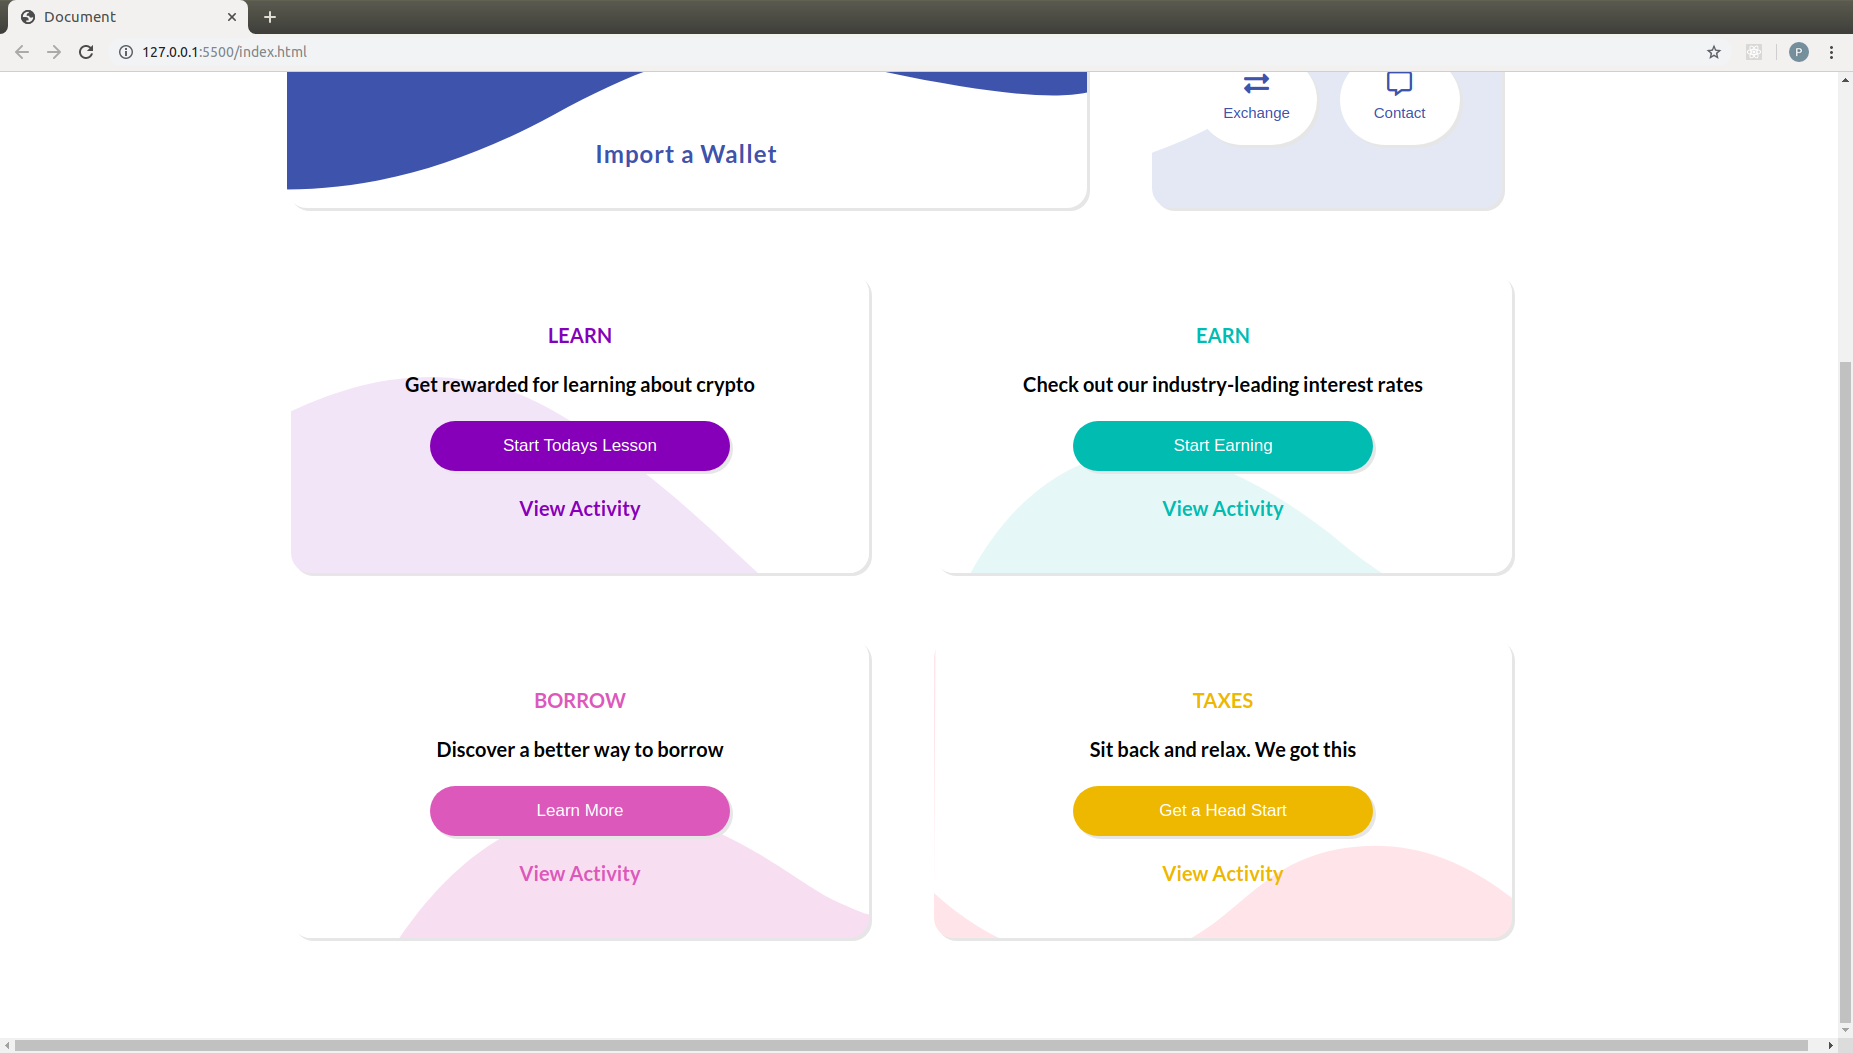 Document
127.0.0.1:5500/index.html
P
Exchange
Contact
Import a Wallet
LEARN
Get rewarded for learning about crypto
Start Todays Lesson
View Activity
EARN
Check out our industry-leading interest rates
Start Earning
View Activity
BORROW
Discover a better way to borrow
Learn More
View Activity
TAXES
Sit back and relax. We got this
Get a Head Start
View Activity